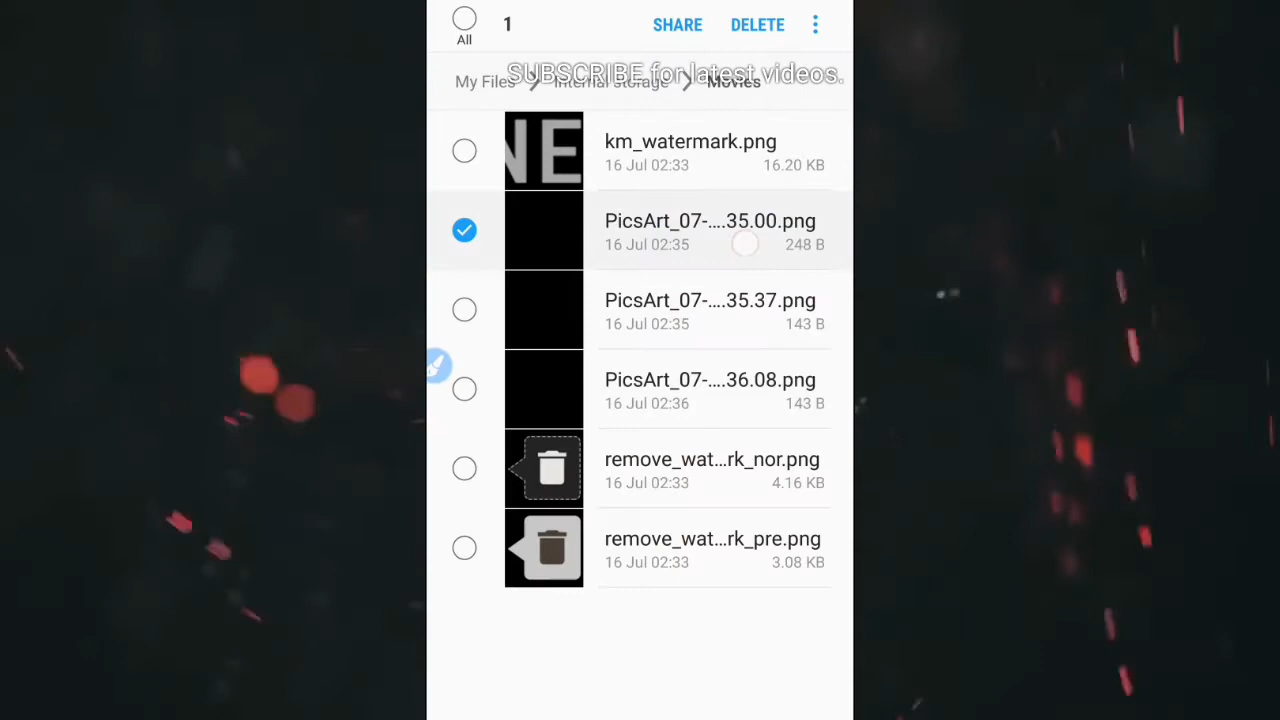 All 1 SHARE DELETE
SUBSCRIBE for latest videos.
My Files > Internal storage > Movies
NE
km_watermark.png
16 Jul 02:33 16.20 KB
PicsArt_07-....35.00.png
16 Jul 02:35 248 B
PicsArt_07-....35.37.png
16 Jul 02:35 143 B
PicsArt_07-....36.08.png
16 Jul 02:36 143 B
remove_wat...rk_nor.png
16 Jul 02:33 4.16 KB
remove_wat...rk_pre.png
16 Jul 02:33 3.08 KB